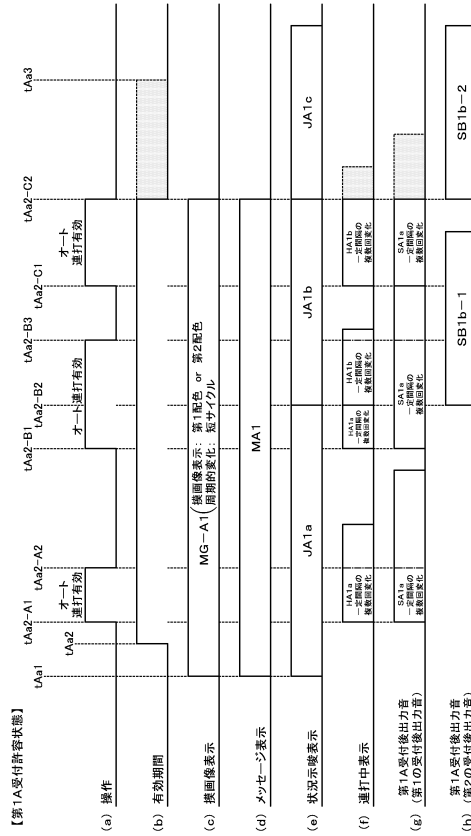 【第１Ａ受付許容状態】
tAa1
tAa2
tAa2−A1
tAa2−A2
tAa2−B1
tAa2−B2
tAa2−B3
tAa2−C1
tAa2−C2
tAa3
(a) 操作
オート
連打有効
オート連打有効
オート
連打有効
(b) 有効期間
(c) 操画像表示
MG−A1(操画像表示：第１配色 or 第２配色
周期的変化：短サイクル)
(d) メッセージ表示
MA1
(e) 状況示唆表示
JA1a
JA1b
JA1c
(f) 連打中表示
HA1a
一定間隔の
複数回変化
HA1a
一定間隔の
複数回変化
HA1b
一定間隔の
複数回変化
HA1b
一定間隔の
複数回変化
(g) 第１Ａ受付後出力音
(第１の受付後出力音)
SA1a
一定間隔の
複数回変化
SA1a
一定間隔の
複数回変化
SA1a
一定間隔の
複数回変化
(h) 第１Ａ受付後出力音
(第２の受付後出力音)
SB1b−1
SB1b−2